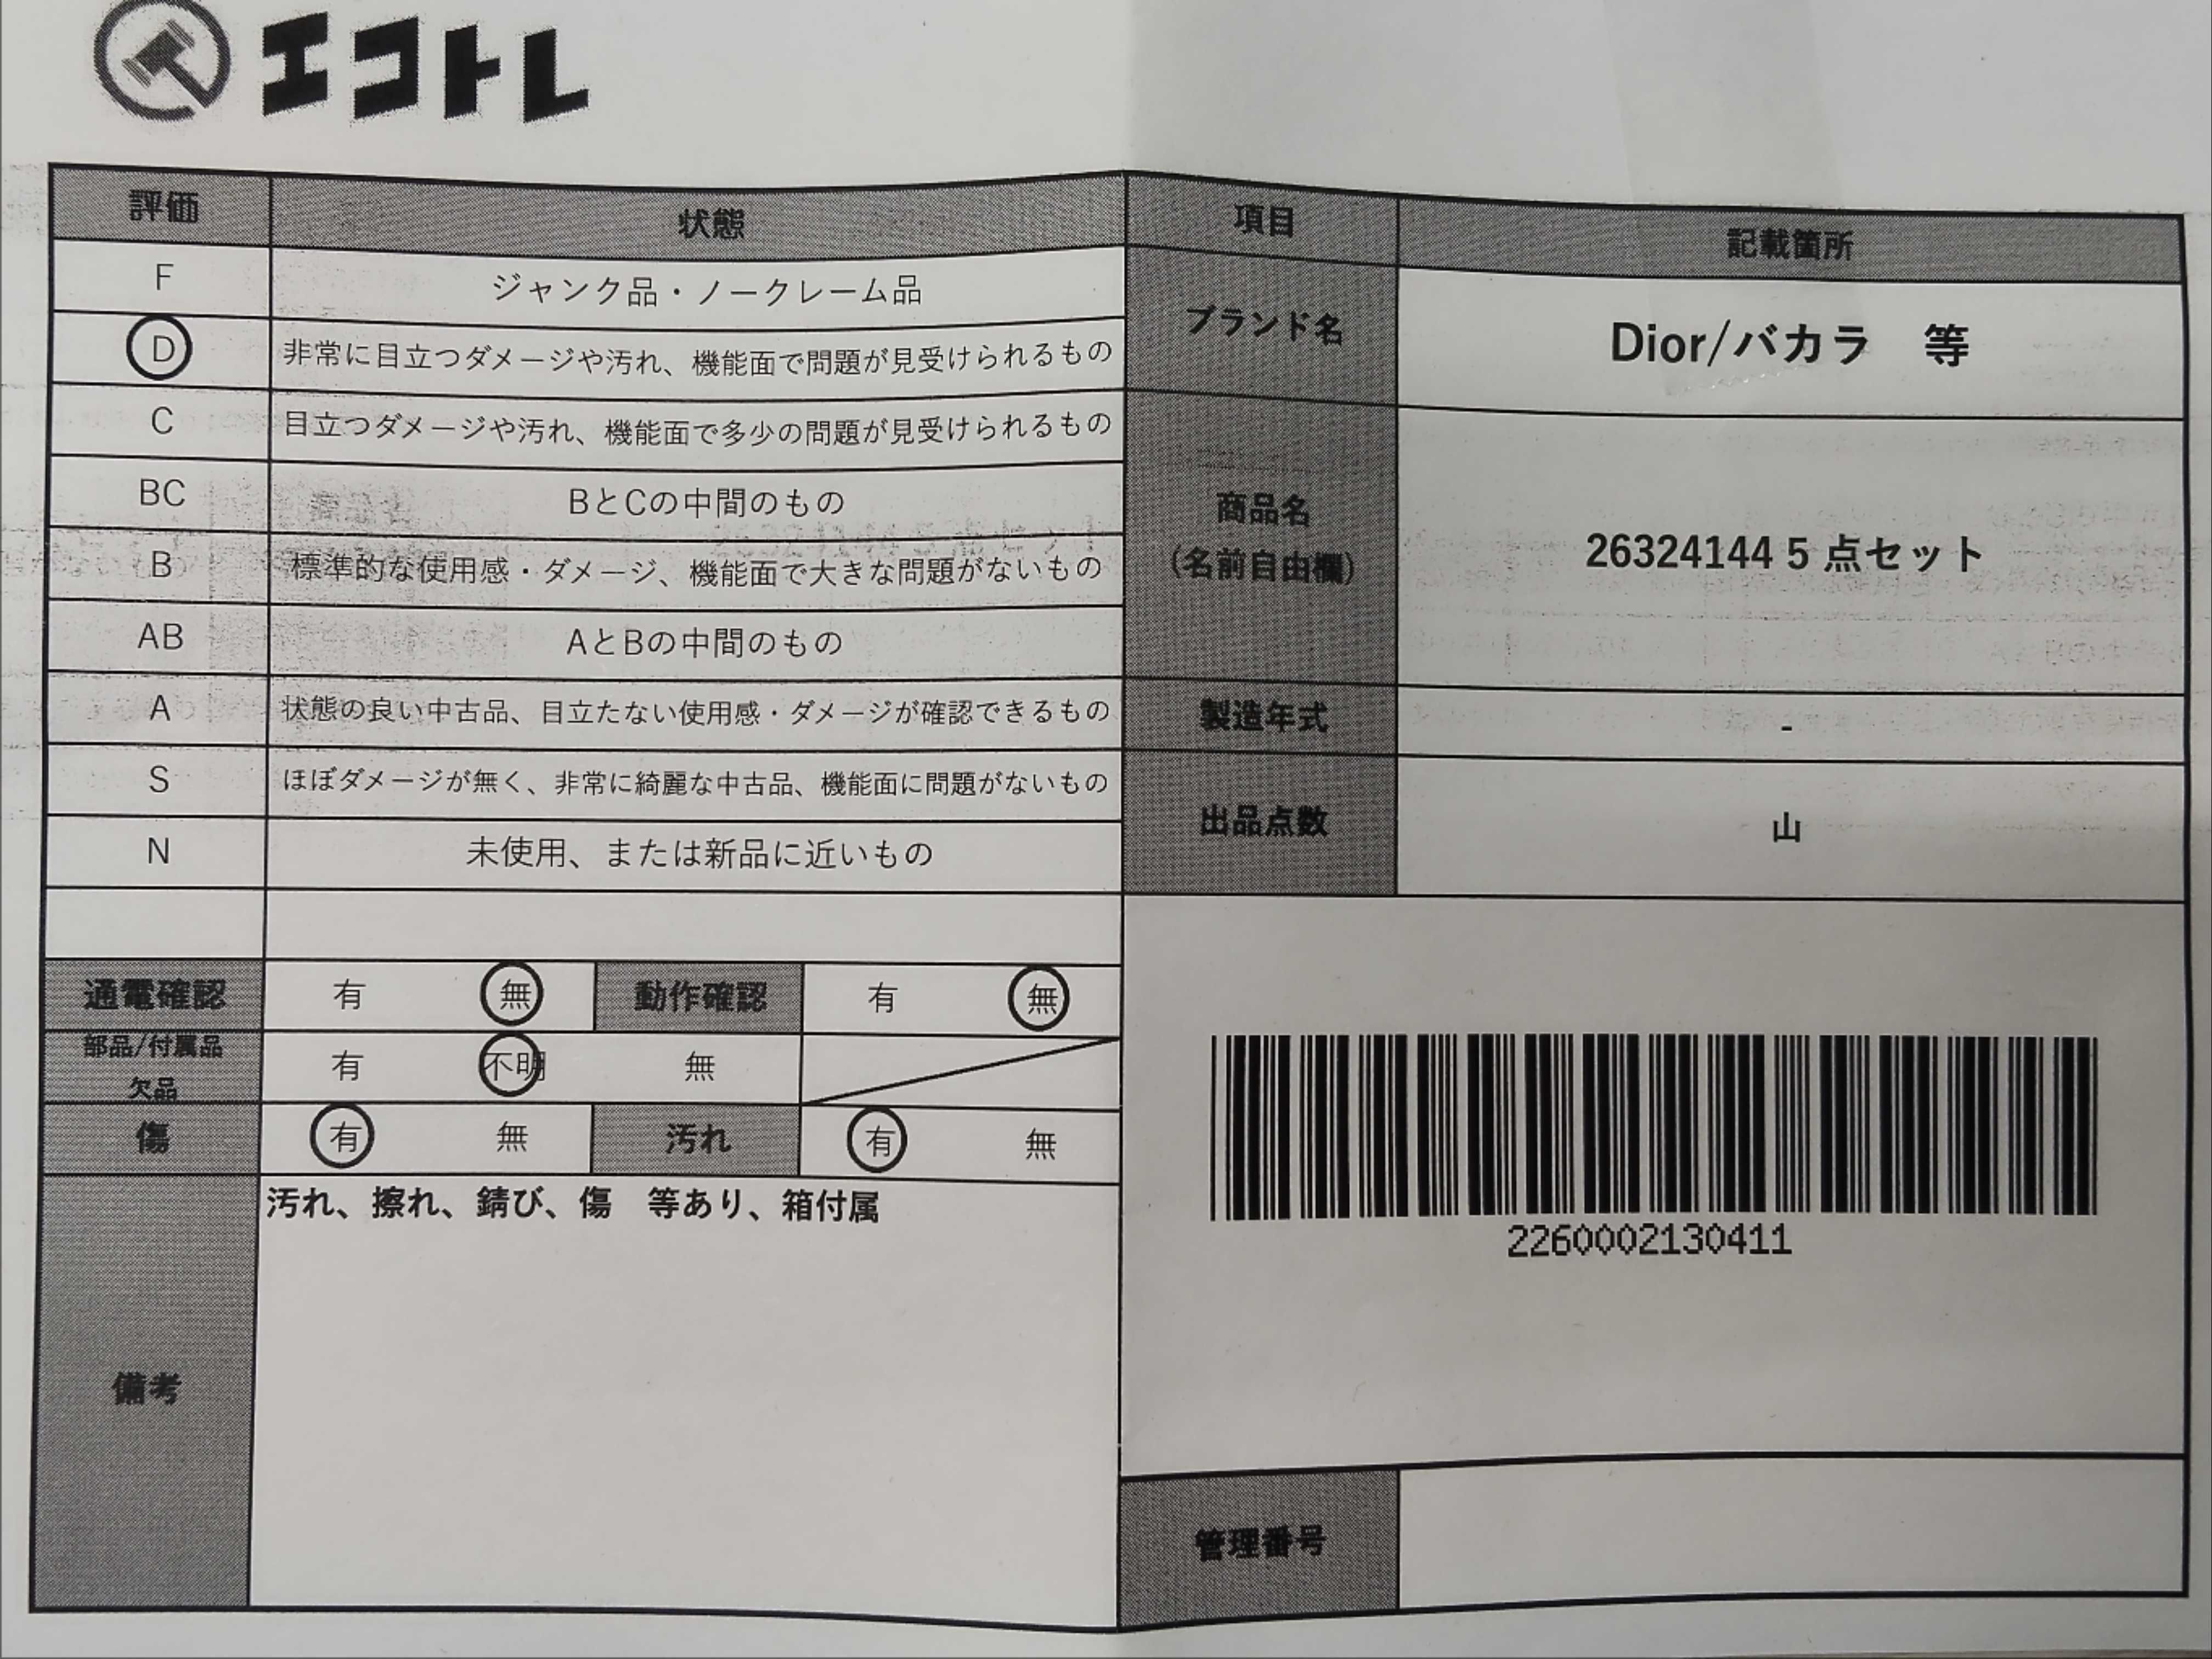 エコトレ
評価 状態
F ジャンク品・ノークレーム品
D 非常に目立つダメージや汚れ、機能面で問題が見受けられるもの
C 目立つダメージや汚れ、機能面で多少の問題が見受けられるもの
BC BとCの中間のもの
B 標準的な使用感・ダメージ、機能面で大きな問題がないもの
AB AとBの中間のもの
A 状態の良い中古品、目立たない使用感・ダメージが確認できるもの
S ほぼダメージが無く、非常に綺麗な中古品、機能面に問題がないもの
N 未使用、または新品に近いもの
通電確認 有 無 動作確認 有 無
部品/付属品
欠品
有 不明 無
傷 有 無 汚れ 有 無
備考
汚れ、擦れ、錆び、傷　等あり、箱付属
項目 記載箇所
ブランド名 Dior/バカラ　等
商品名
(名前自由欄)
26324144 5 点セット
製造年式 -
出品点数 山
2260002130411
管理番号